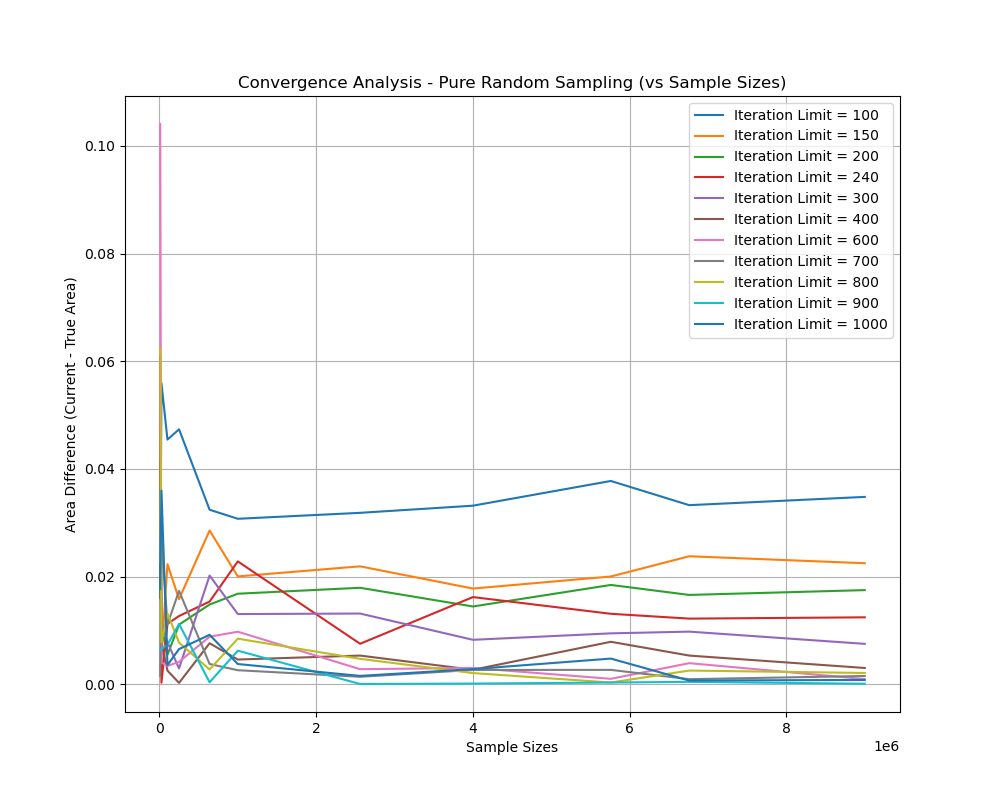 Convergence Analysis - Pure Random Sampling (vs Sample Sizes)
Iteration Limit = 100
Iteration Limit = 150
Iteration Limit = 200
Iteration Limit = 240
Iteration Limit = 300
Iteration Limit = 400
Iteration Limit = 600
Iteration Limit = 700
Iteration Limit = 800
Iteration Limit = 900
Iteration Limit = 1000
Area Difference (Current - True Area)
0.10
0.08
0.06
0.04
0.02
0.00
0
2
4
6
8
1e6
Sample Sizes